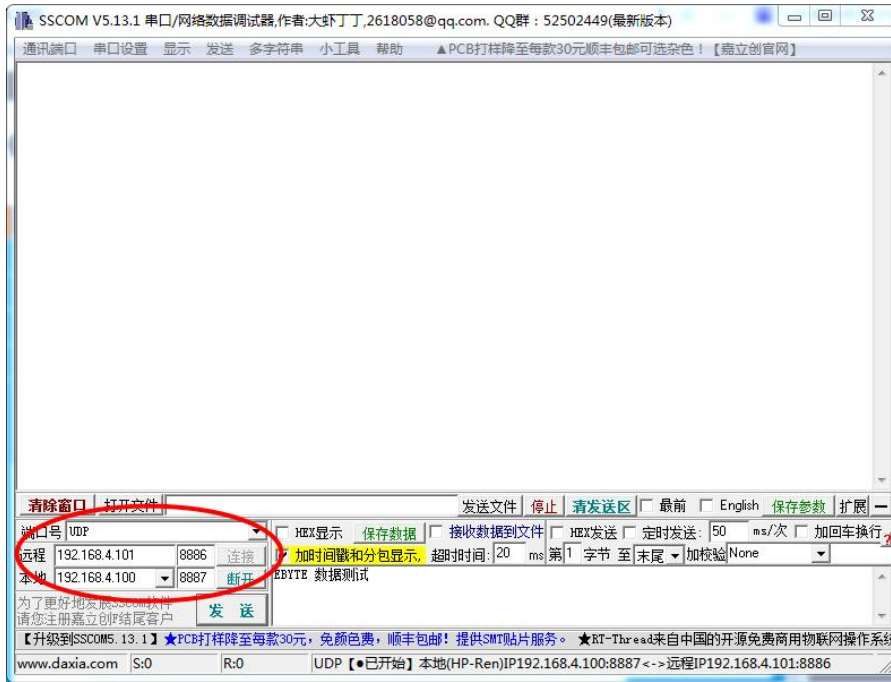 SSCOM V5.13.1 串口/网络数据调试器,作者:大虾丁丁,2618058@qq.com. QQ群：52502449(最新版本)
通讯端口 串口设置 显示 发送 多字符串 小工具 帮助 ▲PCB打样降至每款30元顺丰包邮可选杂色！【嘉立创官网】
清除窗口 打开文件 发送文件 停止 清发送区 最前 English 保存参数 扩展 —
端口号 UDP HEX显示 保存数据 接收数据到文件 HEX发送 定时发送: 50 ms/次 加回车换行
远程 192.168.4.101 8886 连接 加时间戳和分包显示, 超时时间: 20 ms 第1 字节 至 末尾 加校验 None
本地 192.168.4.100 8887 断开 EBYTE 数据测试
为了更好地发展SSCOM软件
请您注册嘉立创F结尾客户
发 送
【升级到SSCOM5.13.1】★PCB打样降至每款30元，免颜色费，顺丰包邮！提供SMT贴片服务。 ★RT-Thread来自中国的开源免费商用物联网操作系
www.daxia.com S:0 R:0 UDP【●已开始】本地(HP-Ren)IP192.168.4.100:8887<->远程IP192.168.4.101:8886